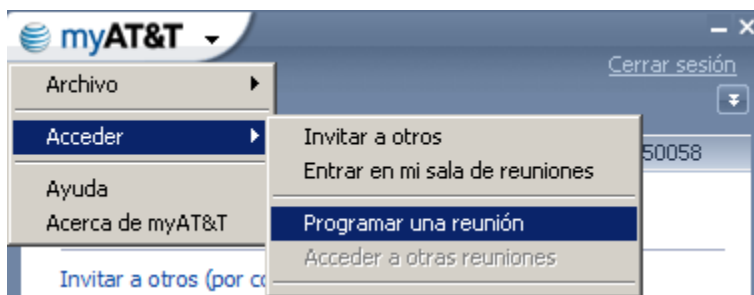 myAT&T
Cerrar sesión
Archivo
Acceder
Invitar a otros
50058
Entrar en mi sala de reuniones
Ayuda
Acerca de myAT&T
Programar una reunión
Acceder a otras reuniones
Invitar a otros (por